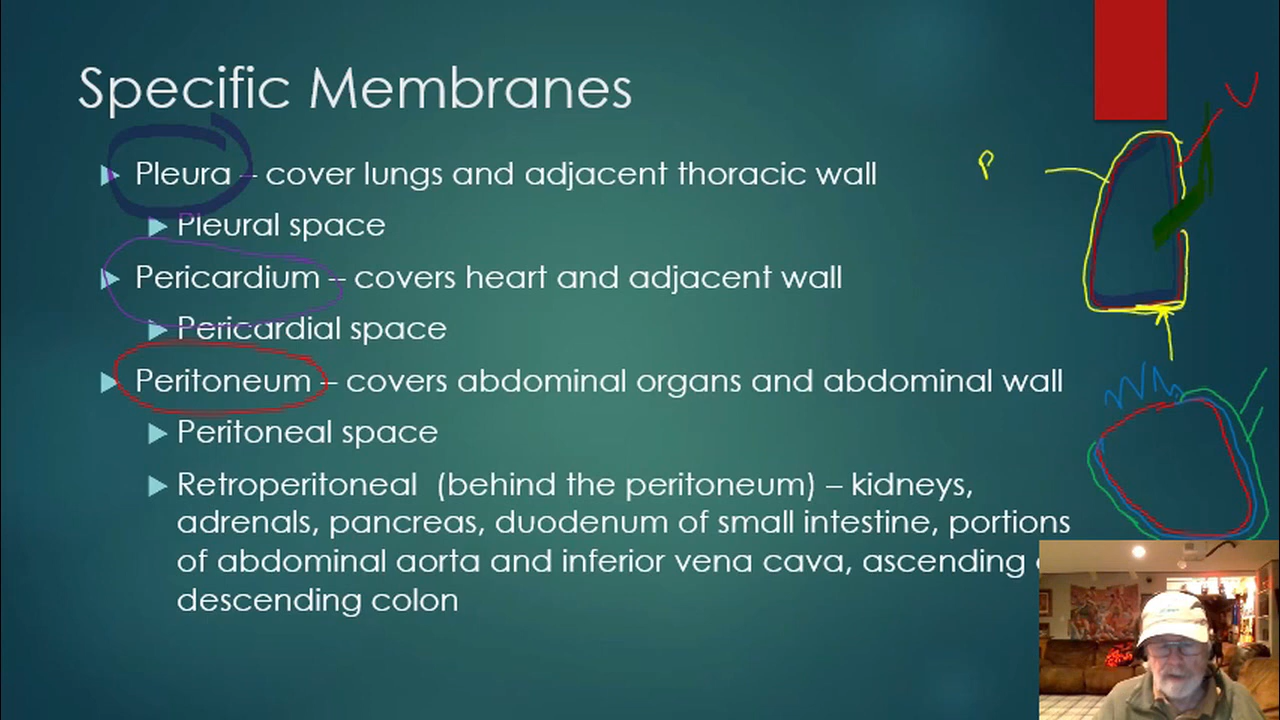 Specific Membranes
Pleura – cover lungs and adjacent thoracic wall
Pleural space
Pericardium -- covers heart and adjacent wall
Pericardial space
Peritoneum – covers abdominal organs and abdominal wall
Peritoneal space
Retroperitoneal (behind the peritoneum) – kidneys,
adrenals, pancreas, duodenum of small intestine, portions
of abdominal aorta and inferior vena cava, ascending
descending colon
P
V